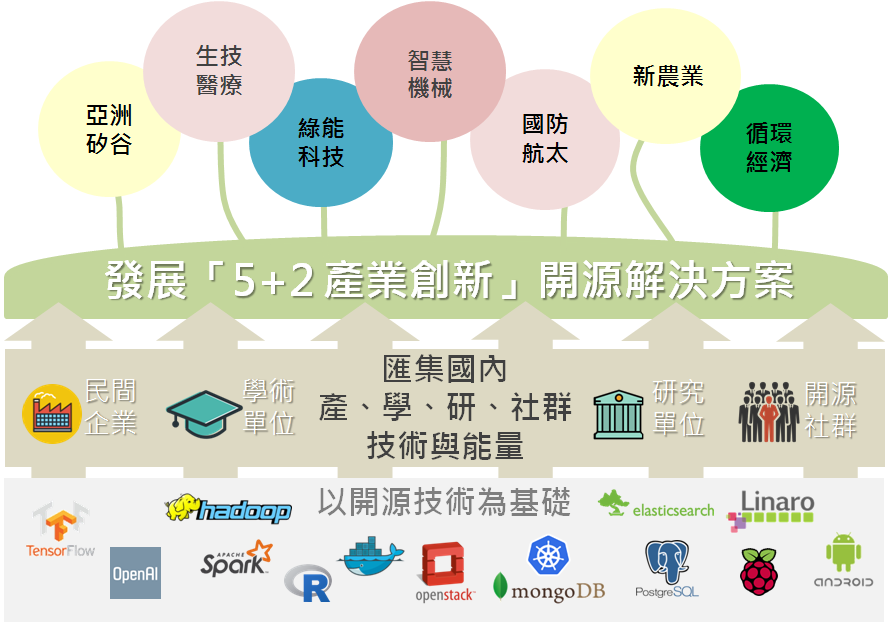 生技
醫療
智慧
機械
新農業
亞洲
矽谷
綠能
科技
國防
航太
循環
經濟
發展「5+2產業創新」開源解決方案
民間
企業
學術
單位
匯集國內
產、學、研、社群
技術與能量
研究
單位
開源
社群
以開源技術為基礎
TensorFlow
hadoop
elasticsearch
Linaro
OpenAI
APACHE
Spark
R
openstack
mongoDB
PostgreSQL
ANDROID